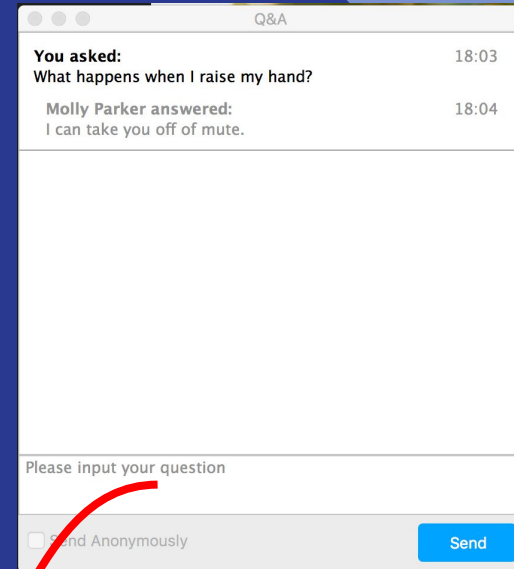 Q&A
You asked: 18:03
What happens when I raise my hand?
Molly Parker answered: 18:04
I can take you off of mute.
Please input your question
Send Anonymously
Send